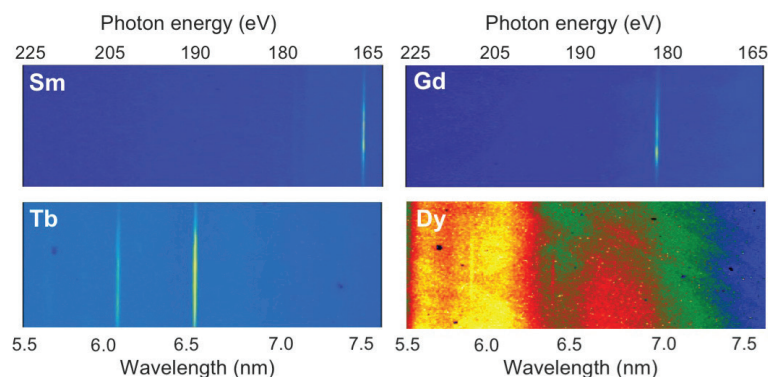 Photon energy (eV) Photon energy (eV)
225 205 190 180 165 225 205 190 180 165
Sm Gd
Tb Dy
5.5 6.0 6.5 7.0 7.5 5.5 6.0 6.5 7.0 7.5
Wavelength (nm) Wavelength (nm)